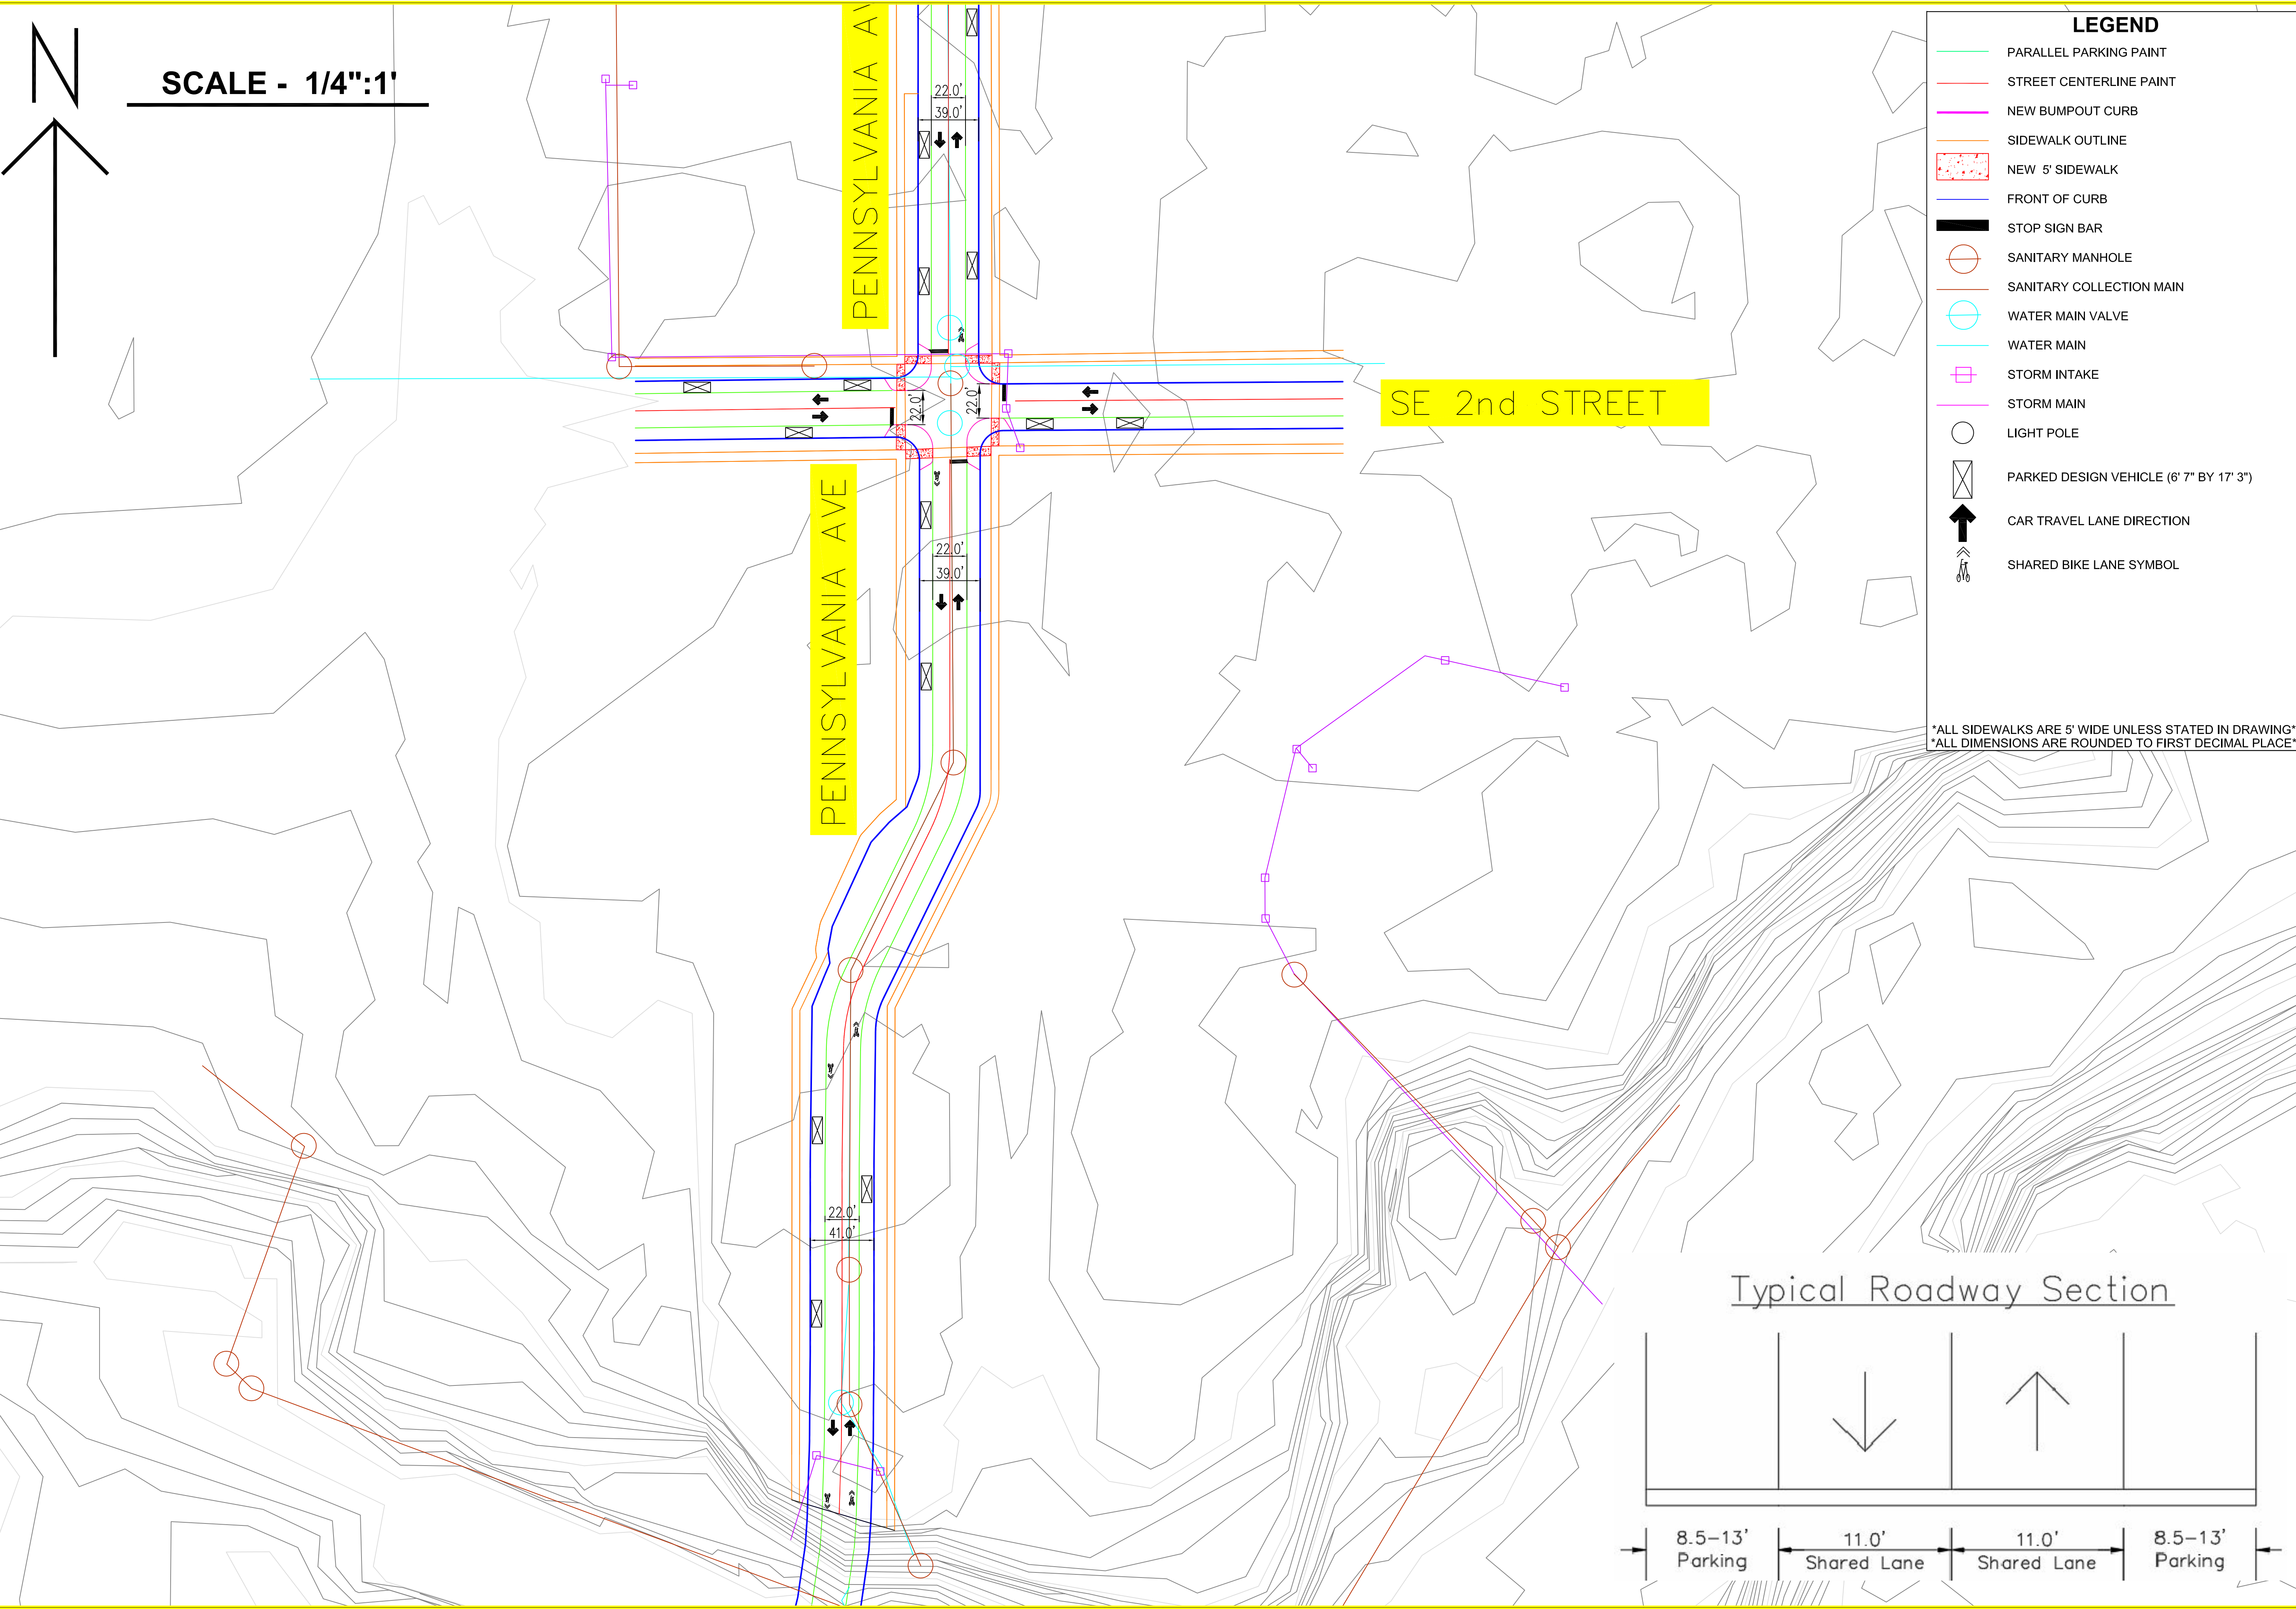 N
SCALE - 1/4":1'
PENNSYLVANIA AV
22.0'
39.0'
22.0'
22.0'
SE 2nd STREET
PENNSYLVANIA AVE
22.0'
39.0'
22.0'
41.0'
LEGEND
PARALLEL PARKING PAINT
STREET CENTERLINE PAINT
NEW BUMPOUT CURB
SIDEWALK OUTLINE
NEW 5' SIDEWALK
FRONT OF CURB
STOP SIGN BAR
SANITARY MANHOLE
SANITARY COLLECTION MAIN
WATER MAIN VALVE
WATER MAIN
STORM INTAKE
STORM MAIN
LIGHT POLE
PARKED DESIGN VEHICLE (6' 7" BY 17' 3")
CAR TRAVEL LANE DIRECTION
SHARED BIKE LANE SYMBOL
*ALL SIDEWALKS ARE 5' WIDE UNLESS STATED IN DRAWING*
*ALL DIMENSIONS ARE ROUNDED TO FIRST DECIMAL PLACE*
Typical Roadway Section
8.5-13' 11.0' 11.0' 8.5-13'
Parking Shared Lane Shared Lane Parking